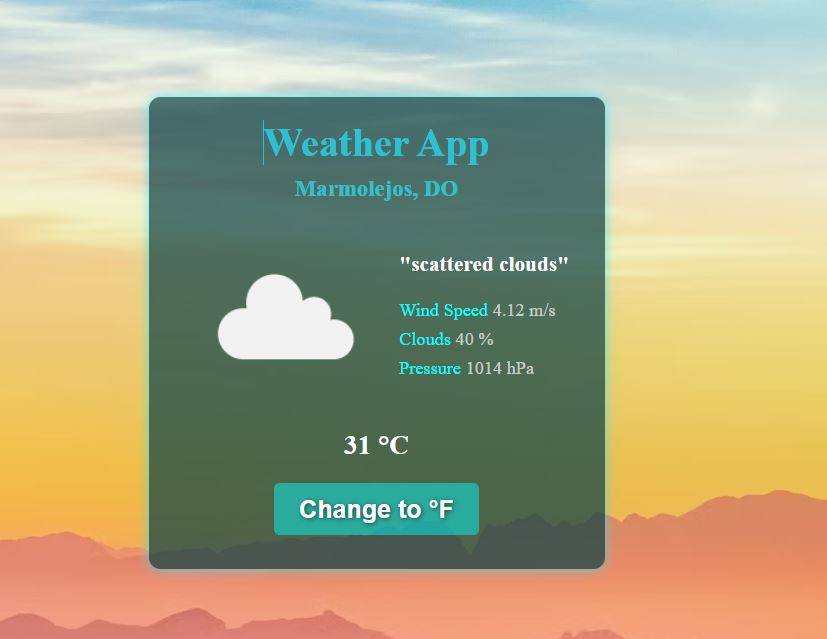 Weather App
Marmolejos, DO
"scattered clouds"
Wind Speed 4.12 m/s
Clouds 40 %
Pressure 1014 hPa
31 °C
Change to °F